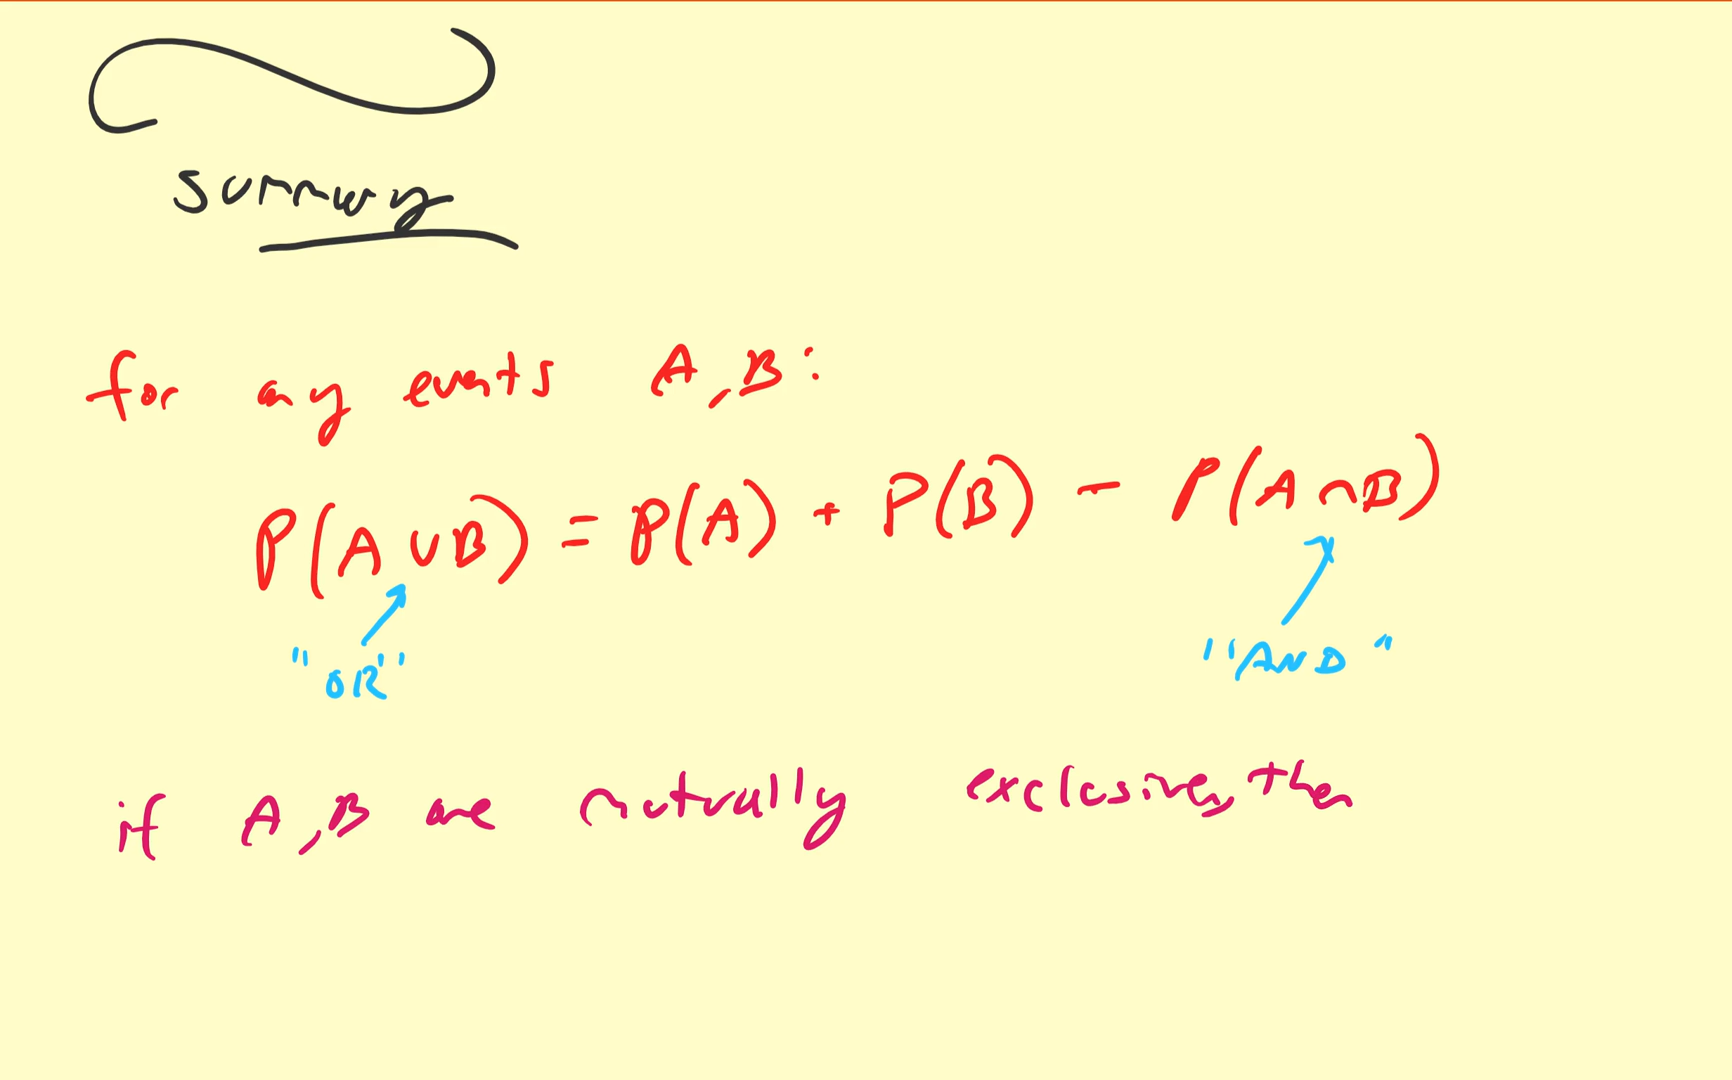 Summary
for any events A, B:
P(A ∪ B) = P(A) + P(B) - P(A ∩ B)
"OR" "AND"
if A, B are mutually exclusive, then